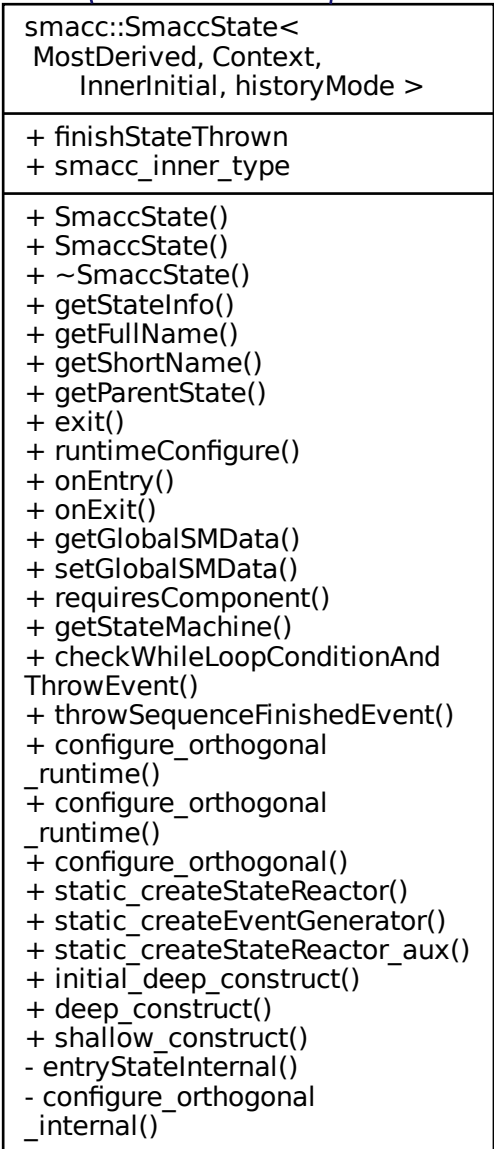 smacc::SmaccState<
MostDerived, Context,
InnerInitial, historyMode >
+ finishStateThrown
+ smacc_inner_type
+ SmaccState()
+ SmaccState()
+ ~SmaccState()
+ getStateInfo()
+ getFullName()
+ getShortName()
+ getParentState()
+ exit()
+ runtimeConfigure()
+ onEntry()
+ onExit()
+ getGlobalSMData()
+ setGlobalSMData()
+ requiresComponent()
+ getStateMachine()
+ checkWhileLoopConditionAnd
ThrowEvent()
+ throwSequenceFinishedEvent()
+ configure_orthogonal
_runtime()
+ configure_orthogonal
_runtime()
+ configure_orthogonal()
+ static_createStateReactor()
+ static_createEventGenerator()
+ static_createStateReactor_aux()
+ initial_deep_construct()
+ deep_construct()
+ shallow_construct()
- entryStateInternal()
- configure_orthogonal
_internal()